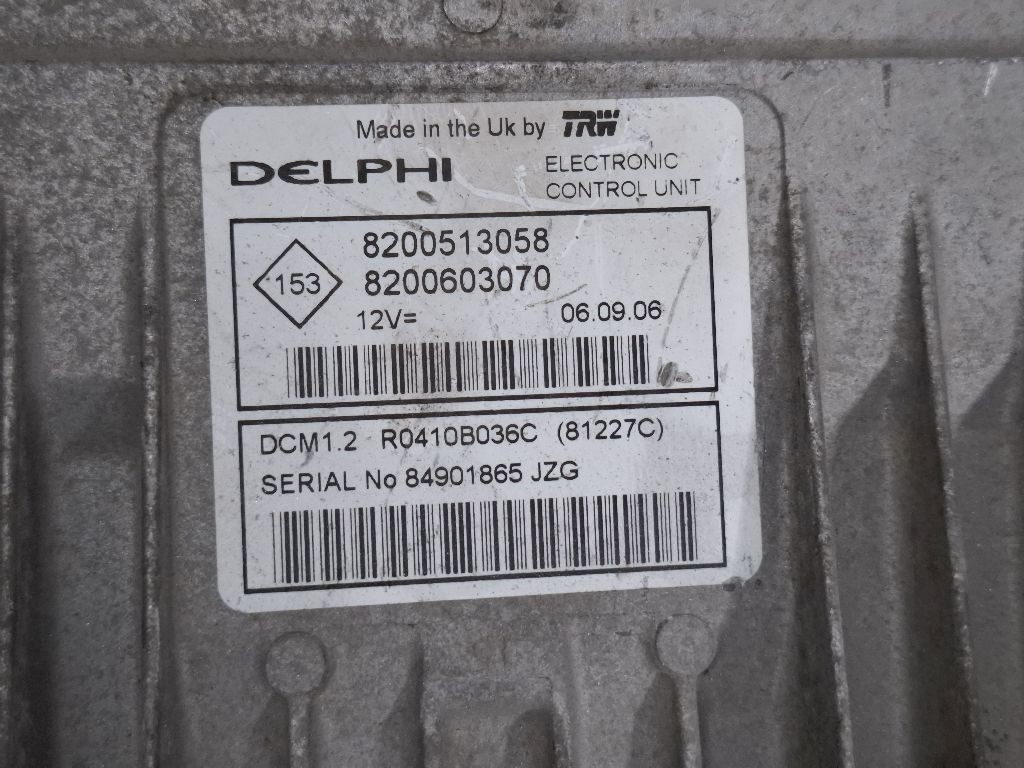 Made in the Uk by TRW
DELPHI
ELECTRONIC
CONTROL UNIT
153
8200513058
8200603070
12V=
06.09.06
DCM1.2 R0410B036C (81227C)
SERIAL No 84901865 JZG